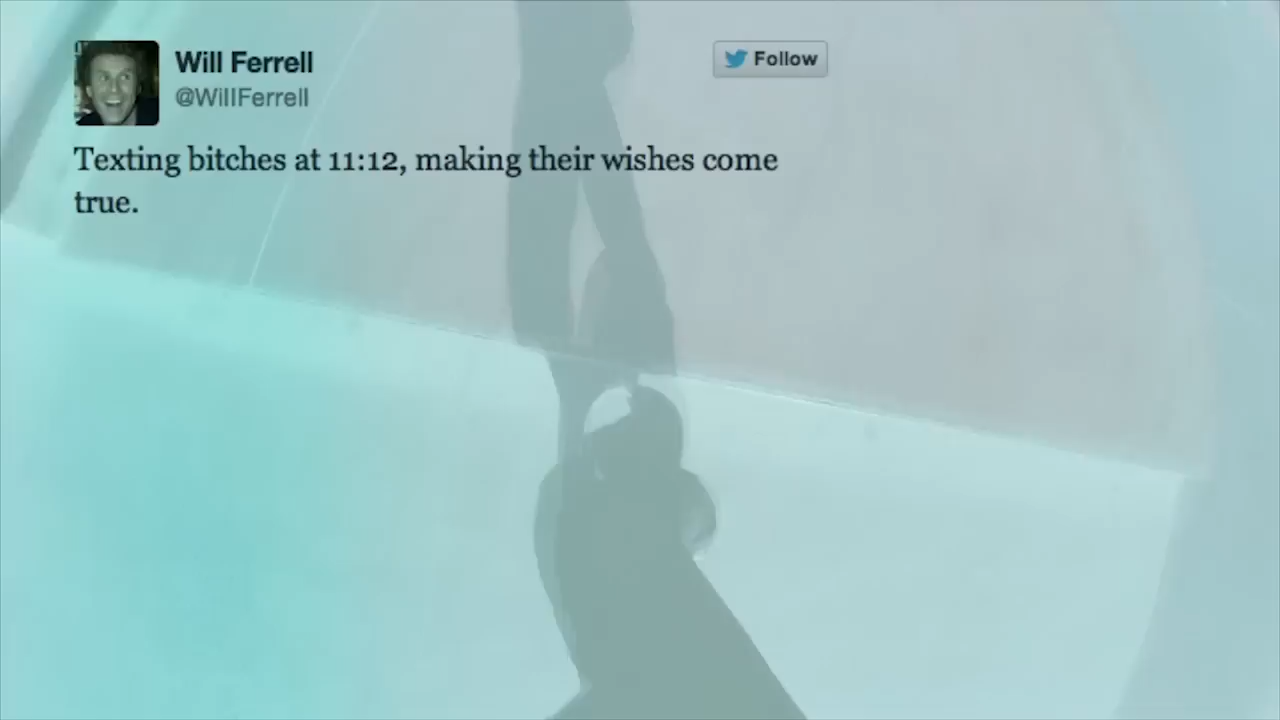 Will Ferrell
@WillFerrell
Follow
Texting bitches at 11:12, making their wishes come
true.